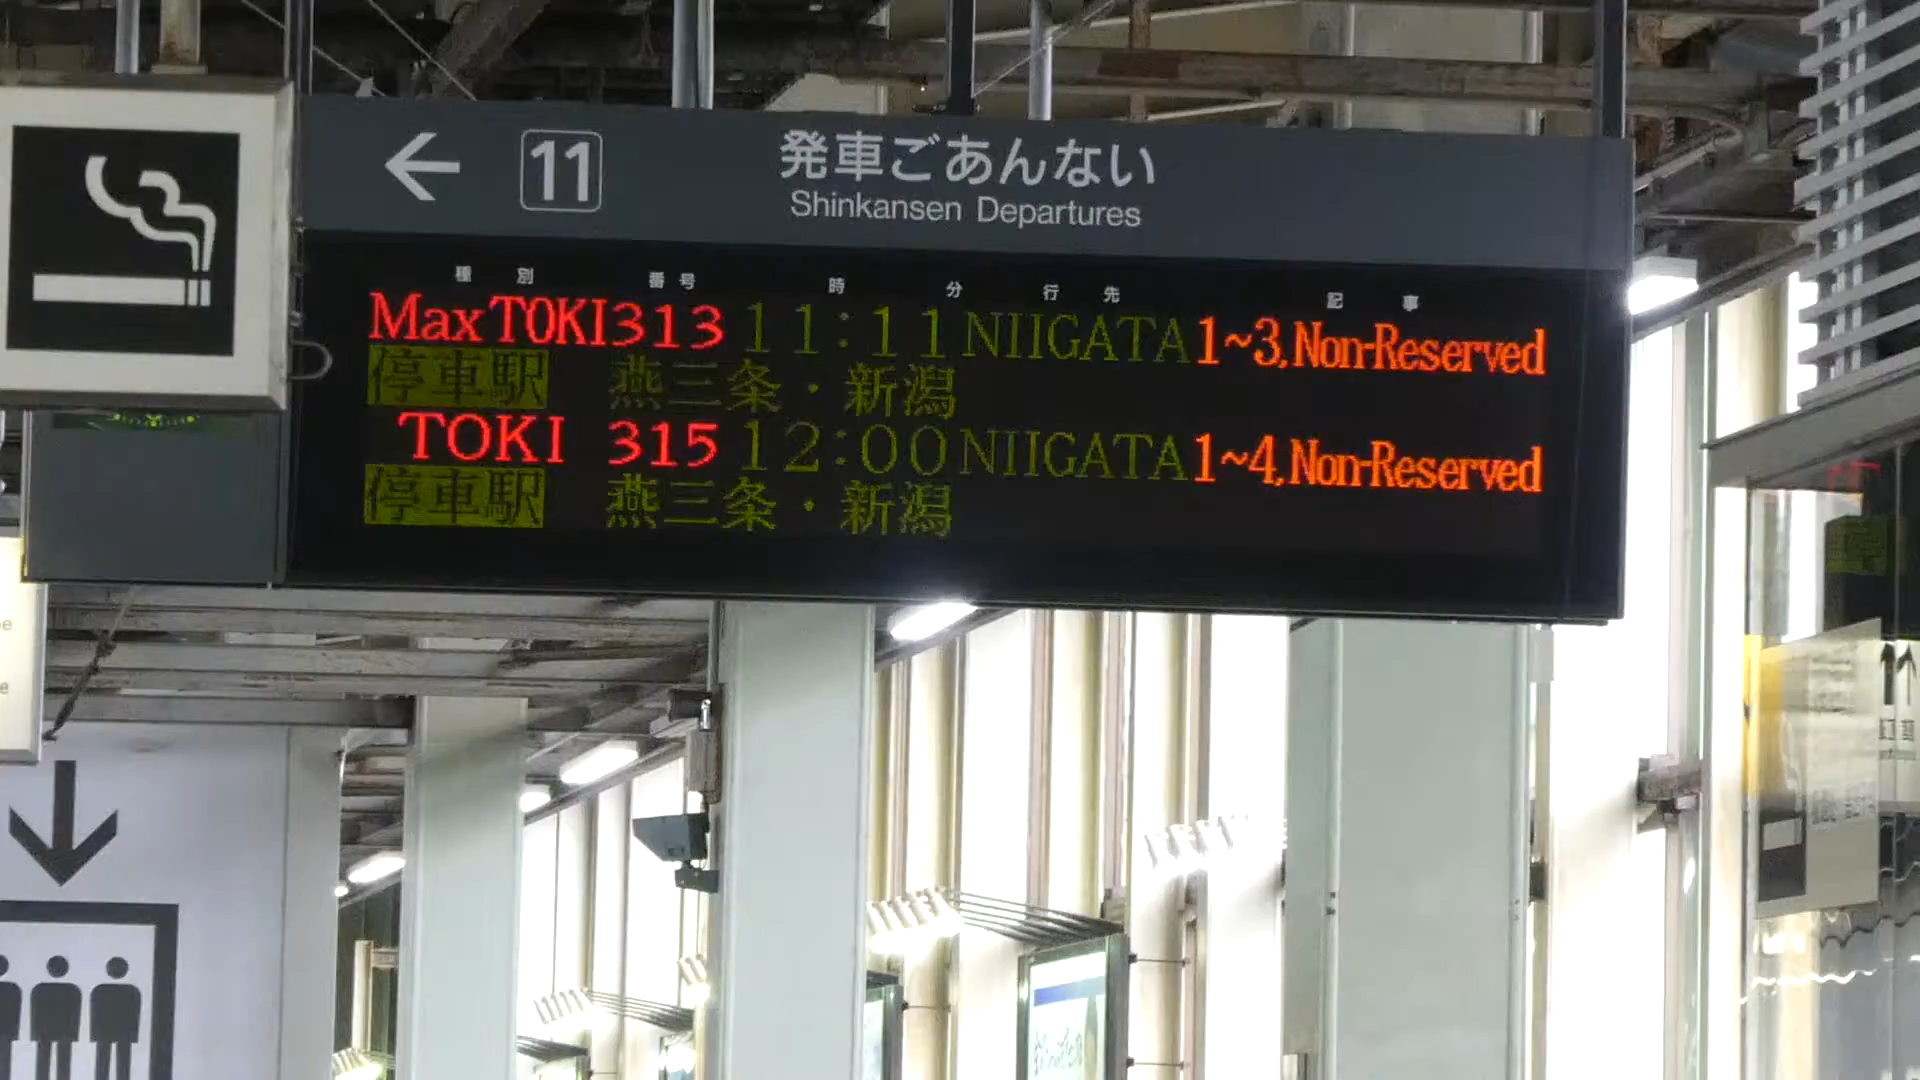 11 発車ごあんない
Shinkansen Departures
種別 番号 時 分 行先 記事
Max TOKI 313 11:11 NIIGATA 1~3, Non-Reserved
停車駅 燕三条・新潟
TOKI 315 12:00 NIIGATA 1~4, Non-Reserved
停車駅 燕三条・新潟
11